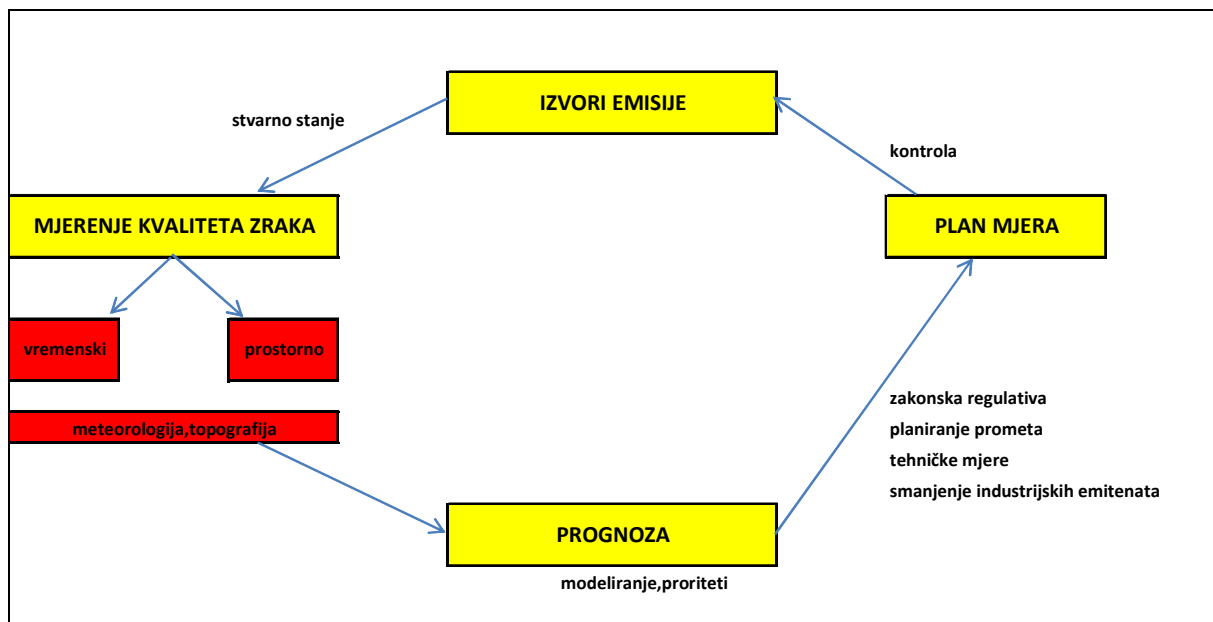 IZVORI EMISIJE
stvarno stanje
kontrola
MJERENJE KVALITETA ZRAKA
PLAN MJERA
vremenski
prostorno
meteorologija,topografija
zakonska regulativa
planiranje prometa
tehničke mjere
smanjenje industrijskih emitenata
PROGNOZA
modeliranje,proriteti